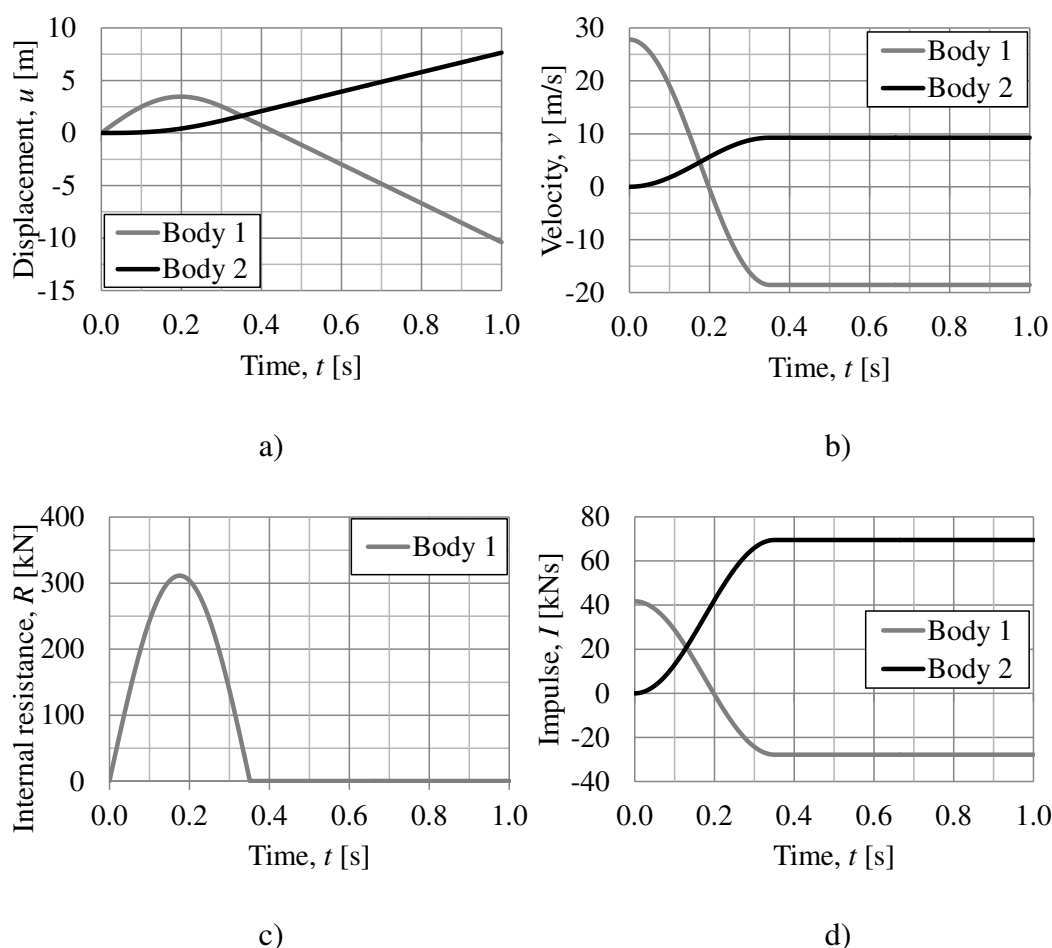 Displacement, u [m]
10
5
0
-5
-10
-15
Body 1
Body 2
0.0 0.2 0.4 0.6 0.8 1.0
Time, t [s]
a)
Velocity, v [m/s]
30
20
10
0
-10
-20
Body 1
Body 2
0.0 0.2 0.4 0.6 0.8 1.0
Time, t [s]
b)
Internal resistance, R [kN]
400
300
200
100
0
Body 1
0.0 0.2 0.4 0.6 0.8 1.0
Time, t [s]
c)
Impulse, I [kNs]
80
60
40
20
0
-20
-40
Body 1
Body 2
0.0 0.2 0.4 0.6 0.8 1.0
Time, t [s]
d)